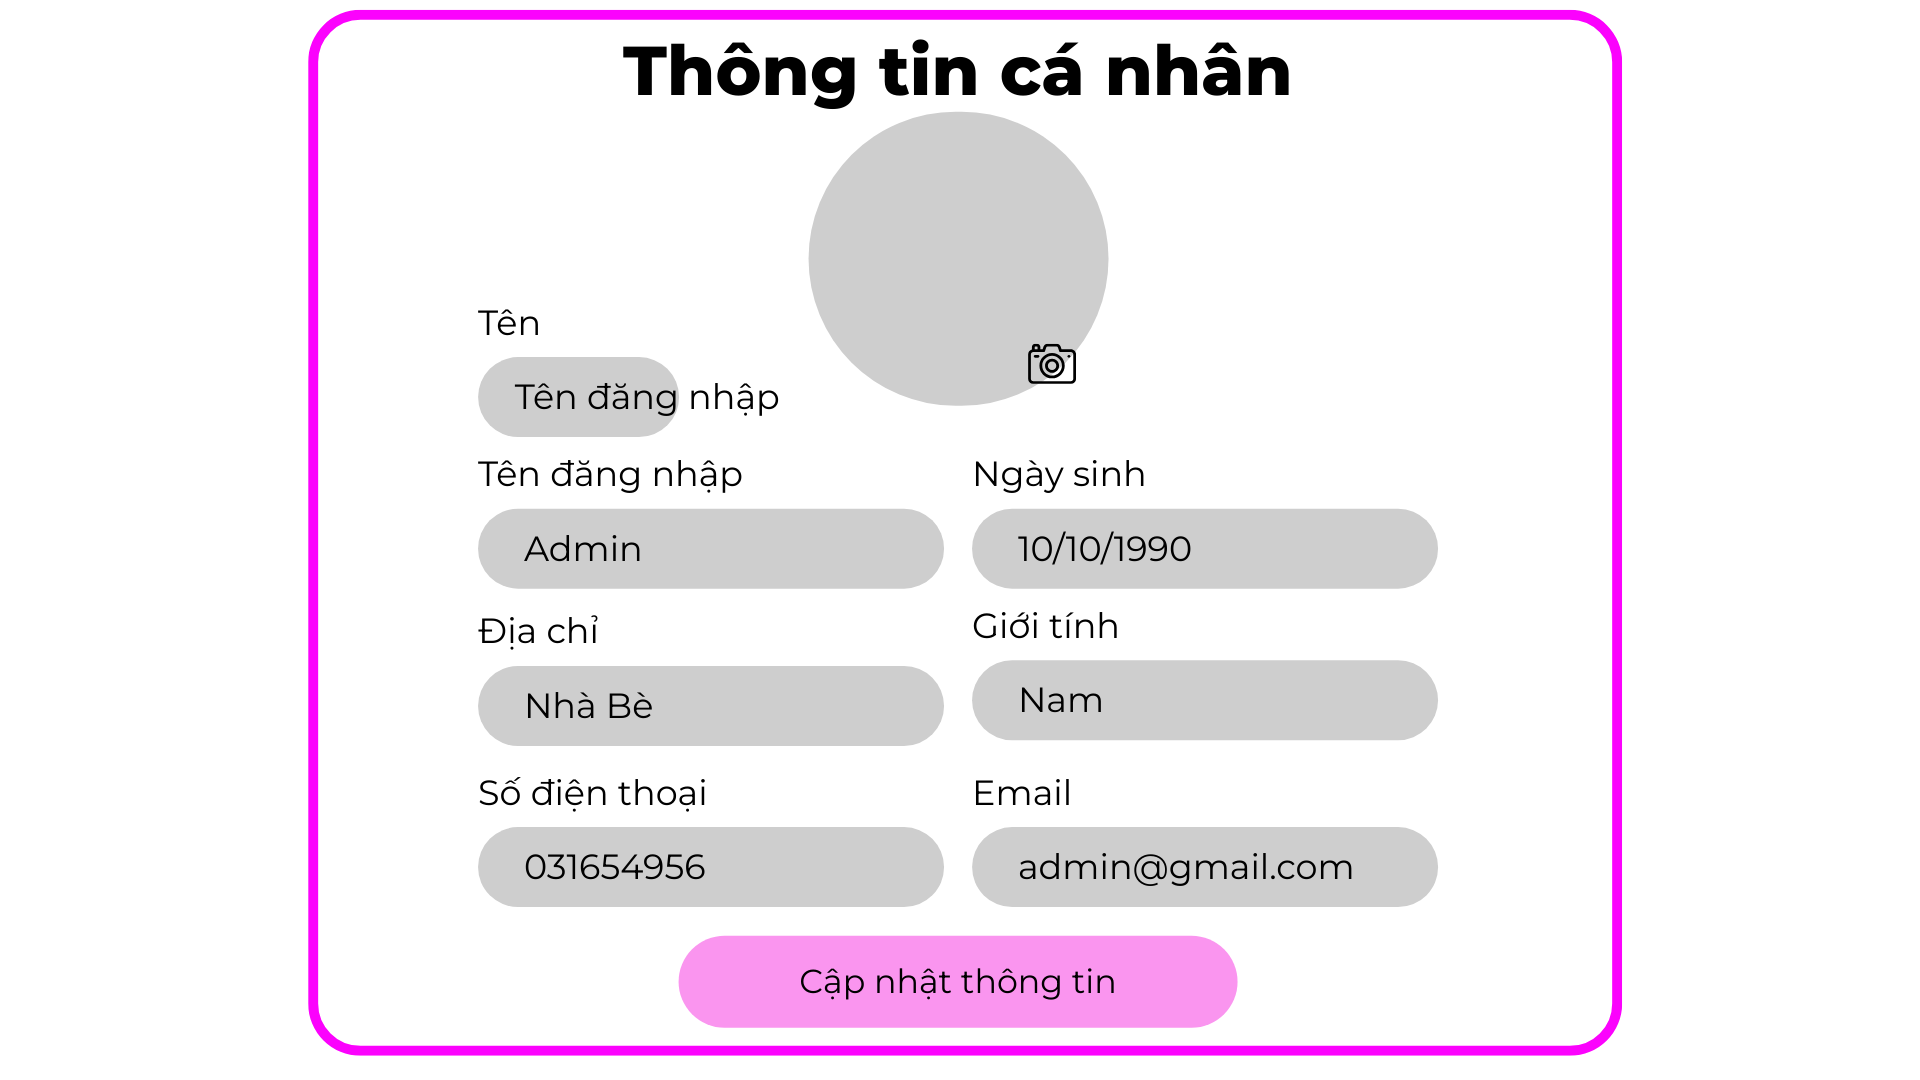 Thông tin cá nhân
Tên
Tên đăng nhập
Tên đăng nhập
Ngày sinh
Admin
10/10/1990
Địa chỉ
Giới tính
Nhà Bè
Nam
Số điện thoại
Email
031654956
admin@gmail.com
Cập nhật thông tin